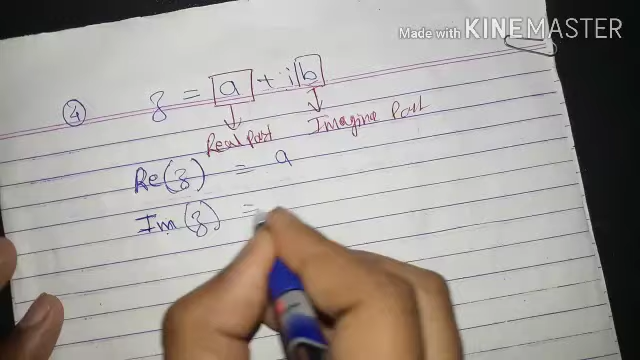 Made with KINEMASTER
④ z = a + ib
Real Part Imagine Part
Re(z) = a
Im(z) =